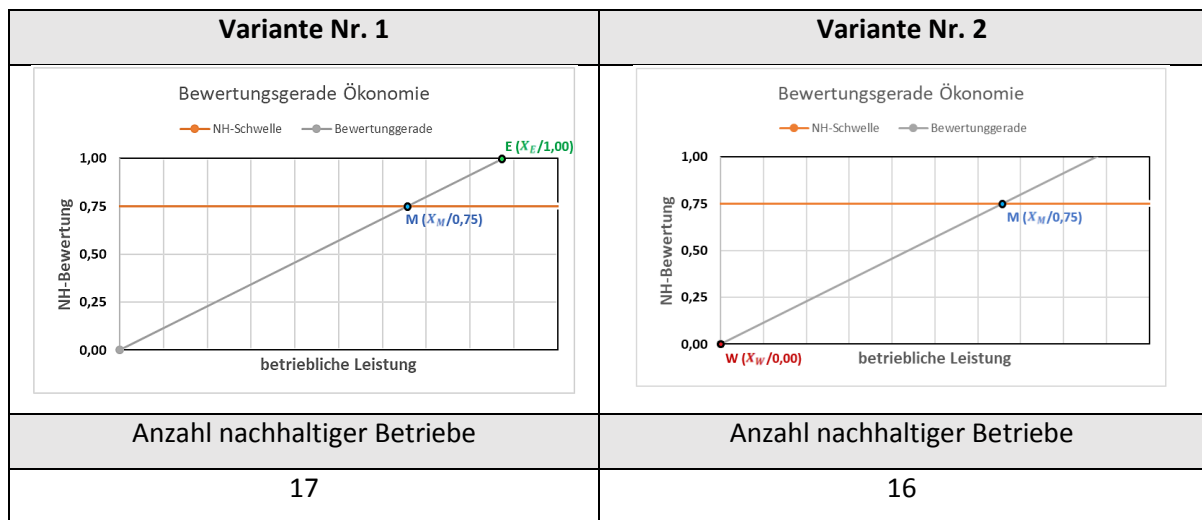 Variante Nr. 1
Variante Nr. 2
Bewertungsgerade Ökonomie
NH-Schwelle Bewertunggerade
E (X_E/1,00)
1,00
0,75
M (X_M/0,75)
0,50
0,25
0,00
NH-Bewertung
betriebliche Leistung
Bewertungsgerade Ökonomie
NH-Schwelle Bewertunggerade
1,00
0,75
M (X_M/0,75)
0,50
0,25
0,00
NH-Bewertung
W (X_W/0,00)
betriebliche Leistung
Anzahl nachhaltiger Betriebe
Anzahl nachhaltiger Betriebe
17
16